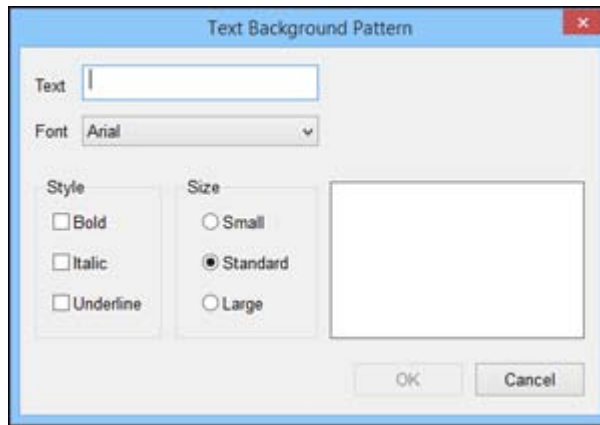 Text Background Pattern
Text
Font Arial
Style
Size
Bold
Small
Italic
Standard
Underline
Large
OK Cancel